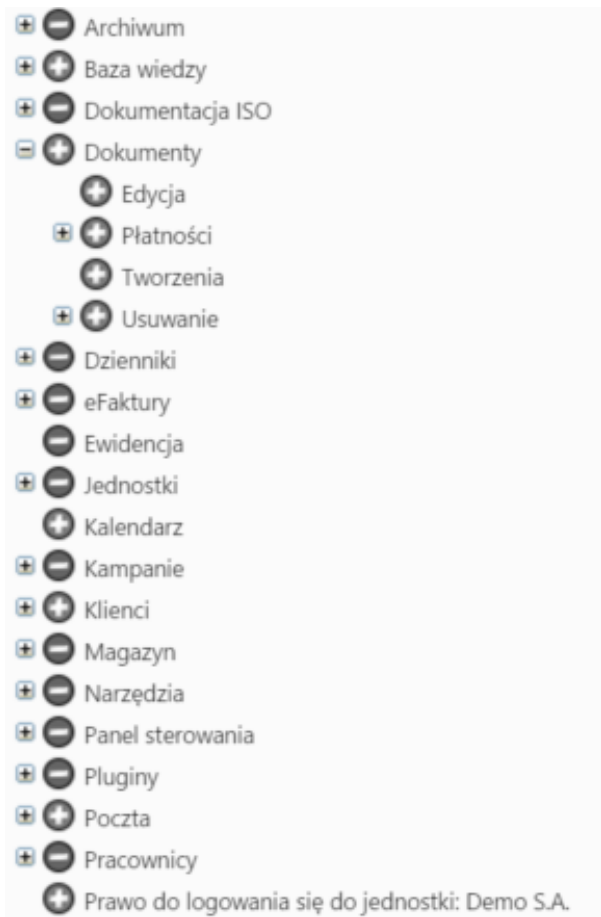 Archiwum
Baza wiedzy
Dokumentacja ISO
Dokumenty
Edycja
Płatności
Tworzenia
Usuwanie
Dzienniki
eFaktury
Ewidencja
Jednostki
Kalendarz
Kampanie
Klienci
Magazyn
Narzędzia
Panel sterowania
Pluginy
Poczta
Pracownicy
Prawo do logowania się do jednostki: Demo S.A.